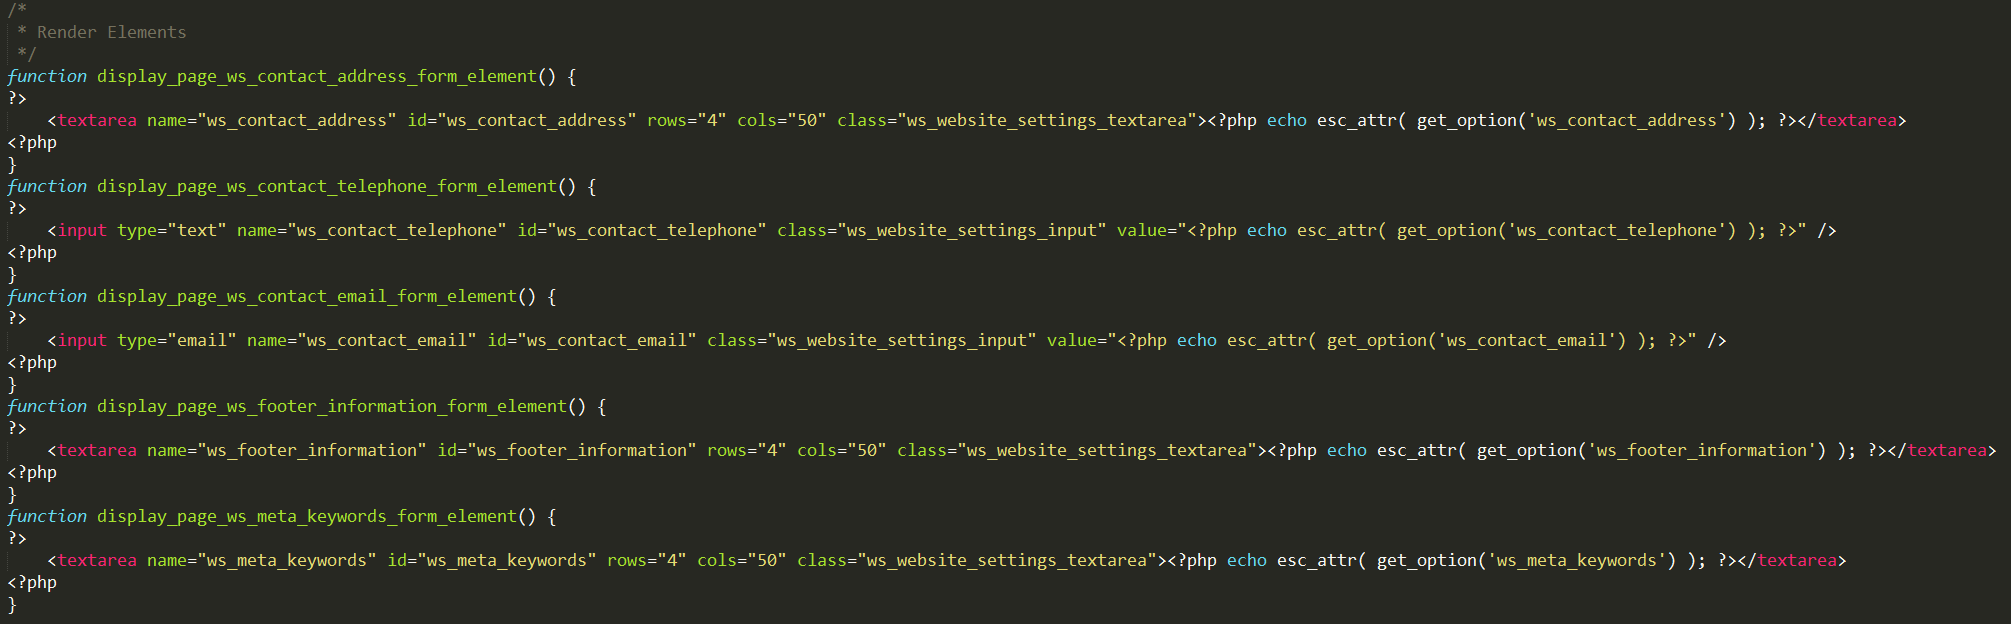 /*
 * Render Elements
 */
function display_page_ws_contact_address_form_element() {
?>
    <textarea name="ws_contact_address" id="ws_contact_address" rows="4" cols="50" class="ws_website_settings_textarea"><?php echo esc_attr( get_option('ws_contact_address') ); ?></textarea>
<?php
}
function display_page_ws_contact_telephone_form_element() {
?>
    <input type="text" name="ws_contact_telephone" id="ws_contact_telephone" class="ws_website_settings_input" value="<?php echo esc_attr( get_option('ws_contact_telephone') ); ?>" />
<?php
}
function display_page_ws_contact_email_form_element() {
?>
    <input type="email" name="ws_contact_email" id="ws_contact_email" class="ws_website_settings_input" value="<?php echo esc_attr( get_option('ws_contact_email') ); ?>" />
<?php
}
function display_page_ws_footer_information_form_element() {
?>
    <textarea name="ws_footer_information" id="ws_footer_information" rows="4" cols="50" class="ws_website_settings_textarea"><?php echo esc_attr( get_option('ws_footer_information') ); ?></textarea>
<?php
}
function display_page_ws_meta_keywords_form_element() {
?>
    <textarea name="ws_meta_keywords" id="ws_meta_keywords" rows="4" cols="50" class="ws_website_settings_textarea"><?php echo esc_attr( get_option('ws_meta_keywords') ); ?></textarea>
<?php
}